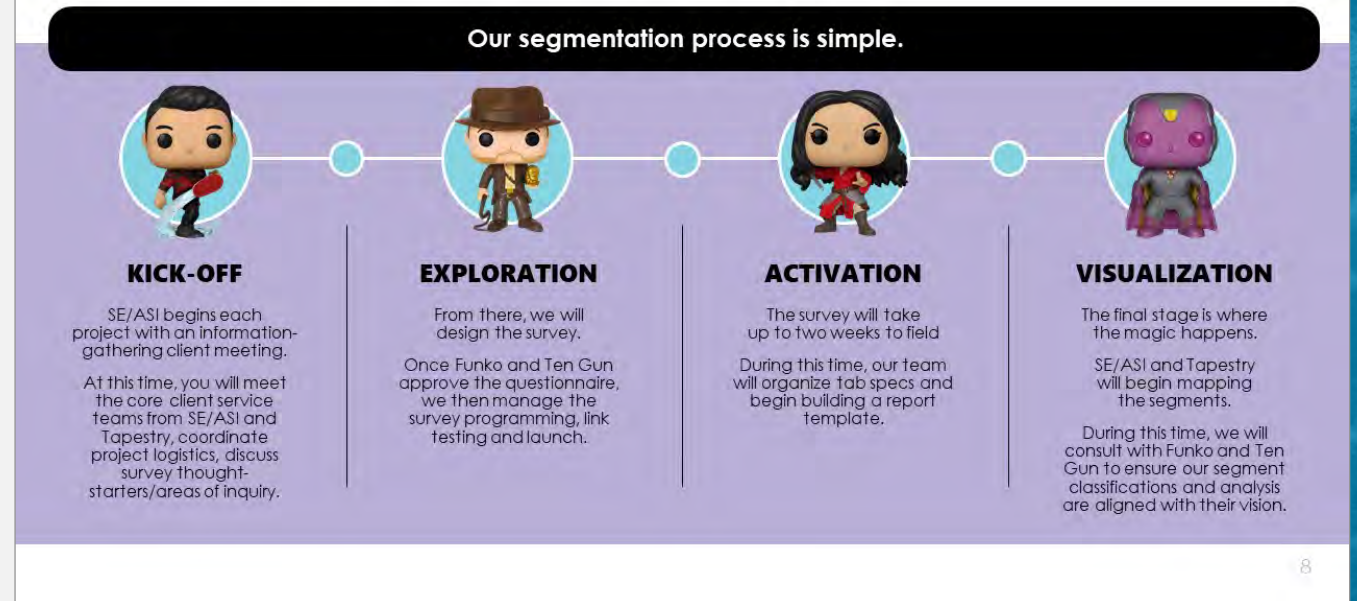 Our segmentation process is simple.
KICK-OFF
SE/ASI begins each
project with an information-
gathering client meeting.
At this time, you will meet
the core client service
teams from SE/ASI and
Tapestry, coordinate
project logistics, discuss
survey thought-
starters/areas of inquiry.
EXPLORATION
From there, we will
design the survey.
Once Funko and Ten Gun
approve the questionnaire,
we then manage the
survey programming, link
testing and launch.
ACTIVATION
The survey will take
up to two weeks to field
During this time, our team
will organize tab specs and
begin building a report
template.
VISUALIZATION
The final stage is where
the magic happens.
SE/ASI and Tapestry
will begin mapping
the segments.
During this time, we will
consult with Funko and Ten
Gun to ensure our segment
classifications and analysis
are aligned with their vision.
8